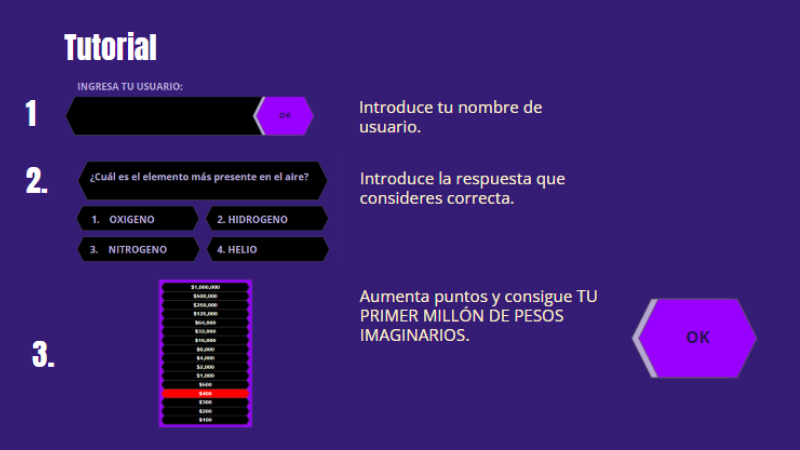 Tutorial
1
INGRESA TU USUARIO:
OK
Introduce tu nombre de
usuario.
2.
¿Cuál es el elemento más presente en el aire?
1. OXIGENO
2. HIDROGENO
3. NITROGENO
4. HELIO
Introduce la respuesta que
consideres correcta.
3.
$1,000,000
$500,000
$250,000
$125,000
$64,000
$32,000
$16,000
$8,000
$4,000
$2,000
$1,000
$500
$300
$200
$100
Aumenta puntos y consigue TU
PRIMER MILLÓN DE PESOS
IMAGINARIOS.
OK